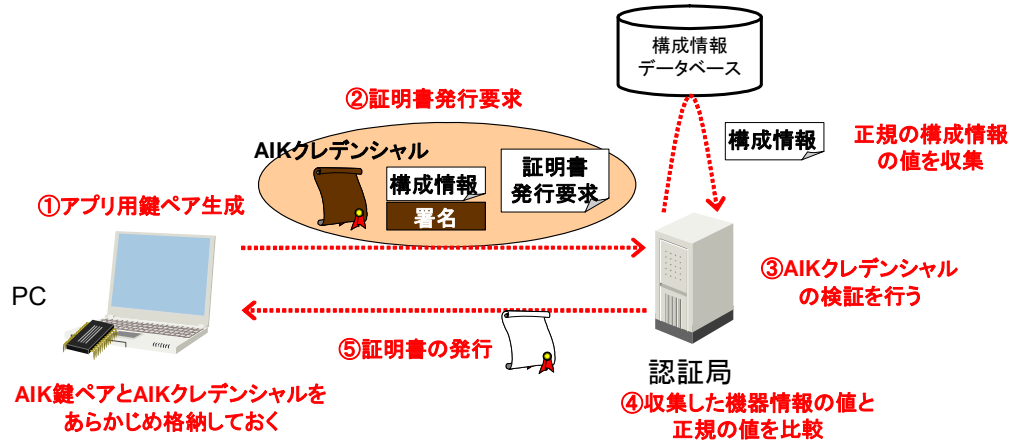 構成情報
データベース
②証明書発行要求
AIKクレデンシャル
構成情報
署名
証明書
発行要求
構成情報
正規の構成情報
の値を収集
①アプリ用鍵ペア生成
PC
③AIKクレデンシャル
の検証を行う
⑤証明書の発行
認証局
AIK鍵ペアとAIKクレデンシャルを
あらかじめ格納しておく
④収集した機器情報の値と
正規の値を比較